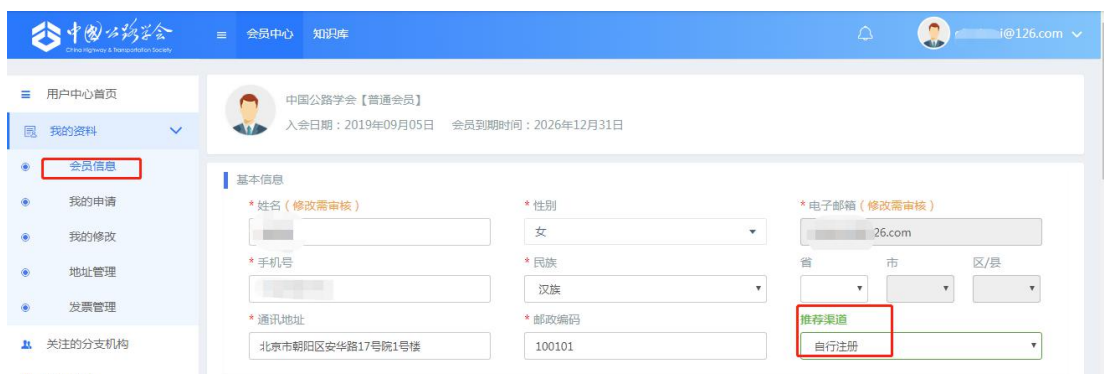 中国公路学会
China Highway & Transportation Society
会员中心 知识库
i@126.com
用户中心首页
我的资料
会员信息
我的申请
我的修改
地址管理
发票管理
关注的分支机构
中国公路学会【普通会员】
入会日期：2019年09月05日 会员到期时间：2026年12月31日
基本信息
*姓名（修改需审核） *性别 *电子邮箱（修改需审核）
女 26.com
*手机号 *民族 省 市 区/县
汉族
*通讯地址 *邮政编码 推荐渠道
北京市朝阳区安华路17号院1号楼 100101 自行注册